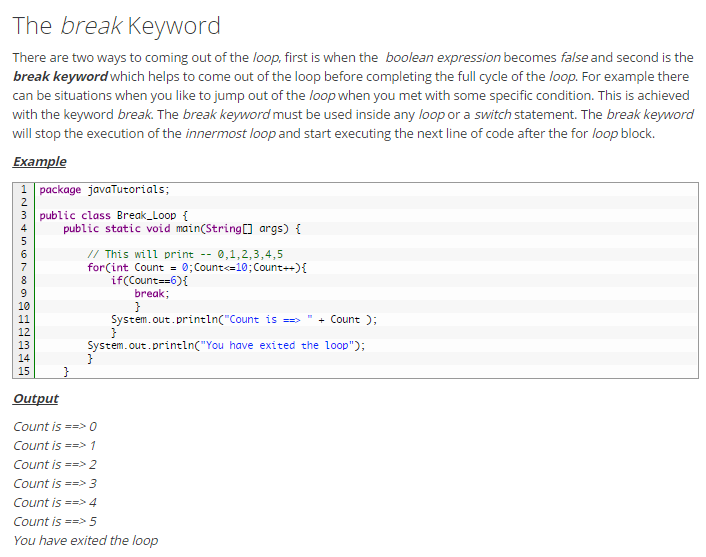 The break Keyword
There are two ways to coming out of the loop, first is when the boolean expression becomes false and second is the
break keyword which helps to come out of the loop before completing the full cycle of the loop. For example there
can be situations when you like to jump out of the loop when you met with some specific condition. This is achieved
with the keyword break. The break keyword must be used inside any loop or a switch statement. The break keyword
will stop the execution of the innermost loop and start executing the next line of code after the for loop block.
Example
1 package javaTutorials;
2
3 public class Break_Loop {
4     public static void main(String[] args) {
5
6         // This will print -- 0,1,2,3,4,5
7         for(int Count = 0;Count<=10;Count++){
8             if(Count==6){
9                 break;
10                 }
11             System.out.println("Count is ==> " + Count );
12             }
13         System.out.println("You have exited the loop");
14         }
15     }
Output
Count is ==> 0
Count is ==> 1
Count is ==> 2
Count is ==> 3
Count is ==> 4
Count is ==> 5
You have exited the loop